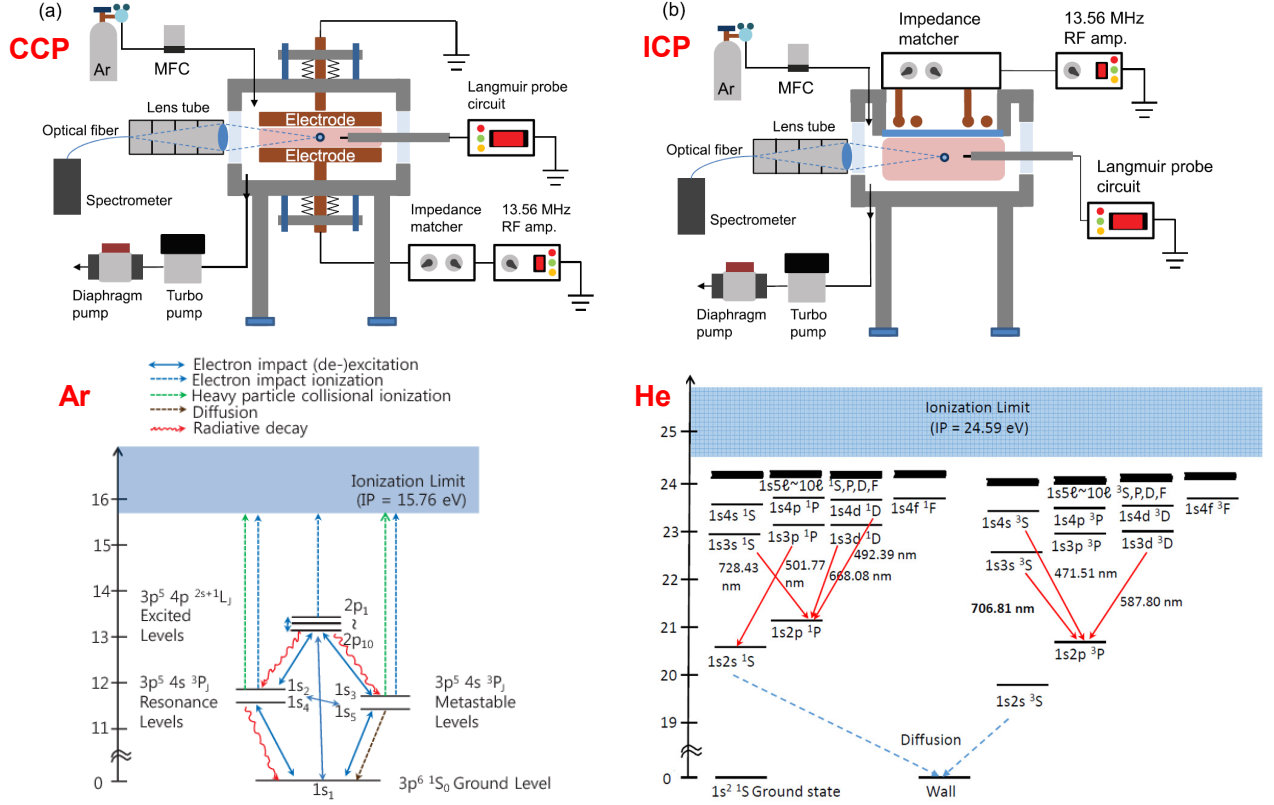 (a)
CCP
Ar
MFC
Lens tube
Optical fiber
Spectrometer
Electrode
Electrode
Langmuir probe
circuit
Impedance
matcher
13.56 MHz
RF amp.
Diaphragm
pump
Turbo
pump
(b)
ICP
Ar
MFC
Impedance
matcher
13.56 MHz
RF amp.
Lens tube
Optical fiber
Spectrometer
Langmuir probe
circuit
Diaphragm
pump
Turbo
pump
Ar
Electron impact (de-)excitation
Electron impact ionization
Heavy particle collisional ionization
Diffusion
Radiative decay
Ionization Limit
(IP = 15.76 eV)
16
15
14
13
12
11
0
3p⁵ 4p ²ˢ⁺¹L_J
Excited
Levels
2p₁
≀
2p₁₀
3p⁵ 4s ³P_J
Resonance
Levels
1s₂
1s₄
1s₃
1s₅
3p⁵ 4s ³P_J
Metastable
Levels
1s₁
3p⁶ ¹S₀ Ground Level
He
Ionization Limit
(IP = 24.59 eV)
25
24
23
22
21
20
19
0
1s5ℓ~10ℓ ¹S,P,D,F
1s4s ¹S
1s4p ¹P
1s4d ¹D
1s4f ¹F
1s3s ¹S
1s3p ¹P
1s3d ¹D
728.43
nm
501.77
nm
492.39 nm
668.08 nm
1s2p ¹P
1s2s ¹S
1s5ℓ~10ℓ ³S,P,D,F
1s4s ³S
1s4p ³P
1s4d ³D
1s4f ³F
1s3s ³S
1s3p ³P
1s3d ³D
471.51 nm
706.81 nm
587.80 nm
1s2p ³P
1s2s ³S
Diffusion
1s² ¹S Ground state
Wall